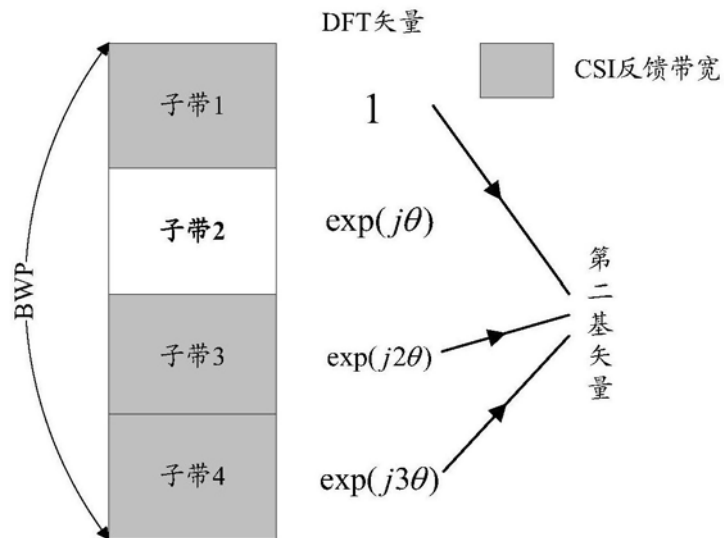 DFT矢量
CSI反馈带宽
子带1
1
子带2
exp(jθ)
BWP
第二基矢量
子带3
exp(j2θ)
子带4
exp(j3θ)